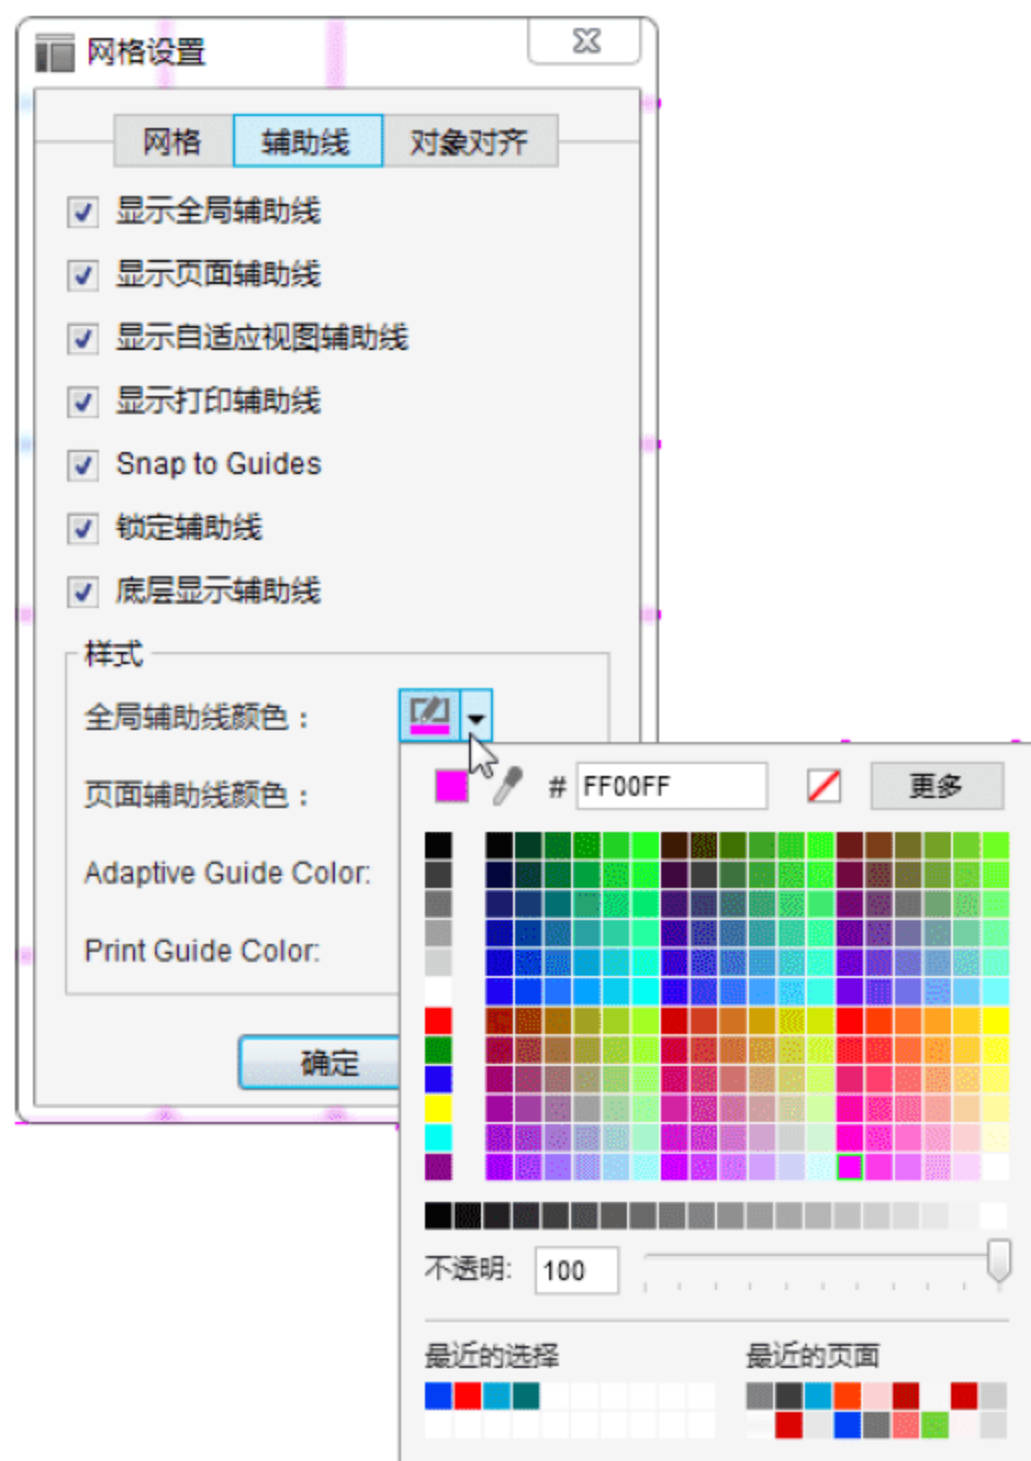 网格设置
网格 辅助线 对象对齐
显示全局辅助线
显示页面辅助线
显示自适应视图辅助线
显示打印辅助线
Snap to Guides
锁定辅助线
底层显示辅助线
样式
全局辅助线颜色：
# FF00FF 更多
页面辅助线颜色：
Adaptive Guide Color:
Print Guide Color:
确定
不透明: 100
最近的选择 最近的页面